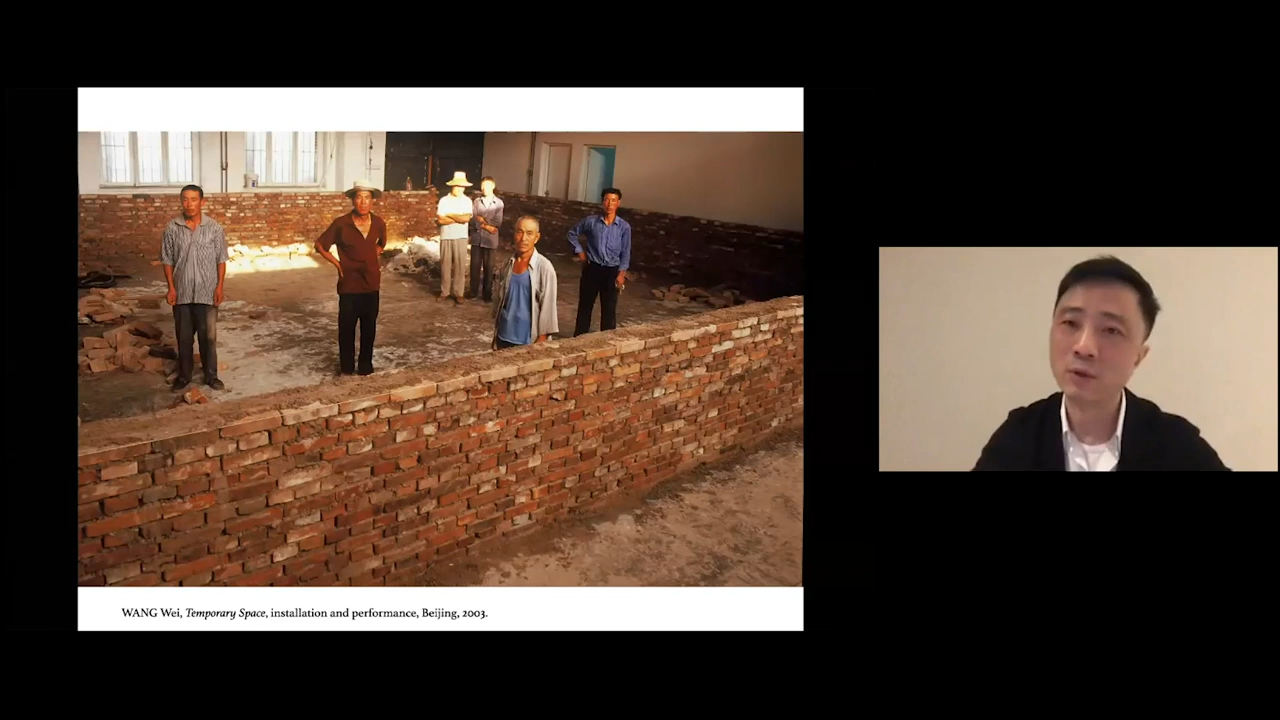 WANG Wei, Temporary Space, installation and performance, Beijing, 2003.